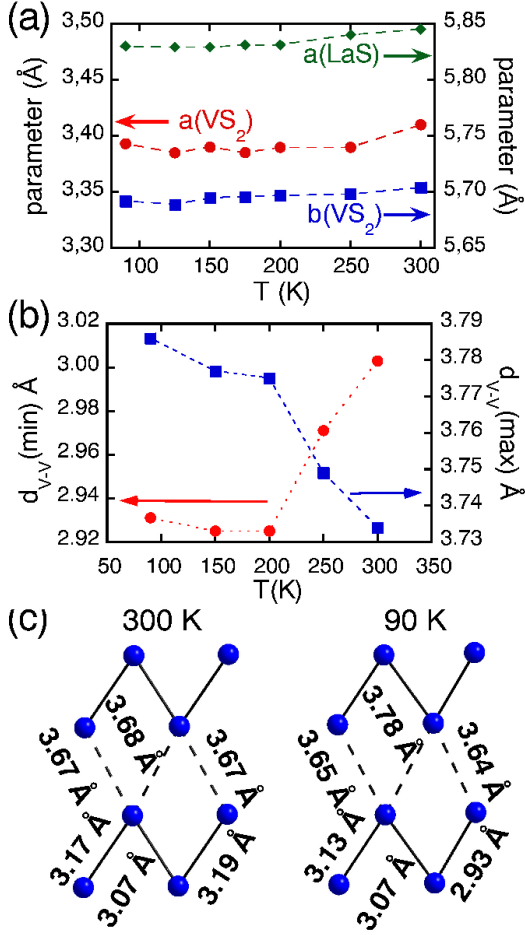 (a)
3,50
3,45
3,40
3,35
3,30
parameter (Å)
5,85
5,81
5,74
5,70
5,65
parameter (Å)
a(LaS)
a(VS2)
b(VS2)
100
150
200
250
300
T (K)
(b)
3.02
3.00
2.98
2.96
2.94
2.92
dV-V(min) Å
3.79
3.78
3.77
3.76
3.75
3.74
3.73
dV-V(max) Å
50
100
150
200
250
300
350
T(K)
(c)
300 K
90 K
3.67 Å
3.68 Å
3.67 Å
3.17 Å
3.07 Å
3.19 Å
3.65 Å
3.78 Å
3.64 Å
3.13 Å
3.07 Å
2.93 Å